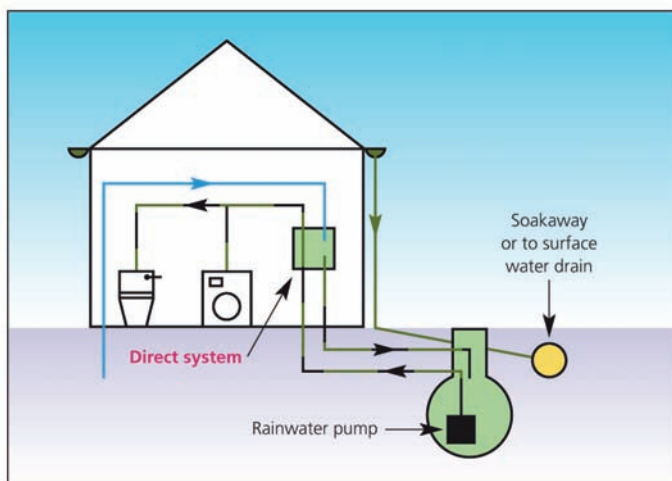 Soakaway
or to surface
water drain
Direct system
Rainwater pump